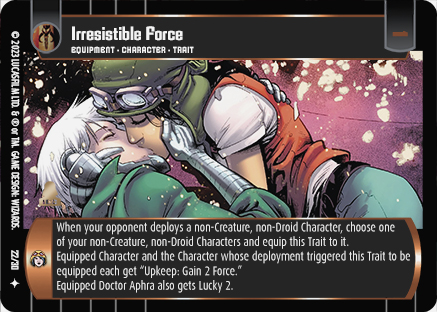 Irresistible Force
EQUIPMENT • CHARACTER • TRAIT
When your opponent deploys a non-Creature, non-Droid Character, choose one
of your non-Creature, non-Droid Characters and equip this Trait to it.
Equipped Character and the Character whose deployment triggered this Trait to be
equipped each get “Upkeep: Gain 2 Force.”
Equipped Doctor Aphra also gets Lucky 2.
© 2023 LUCASFILM LTD. & ® or TM. GAME DESIGN: WIZARDS.